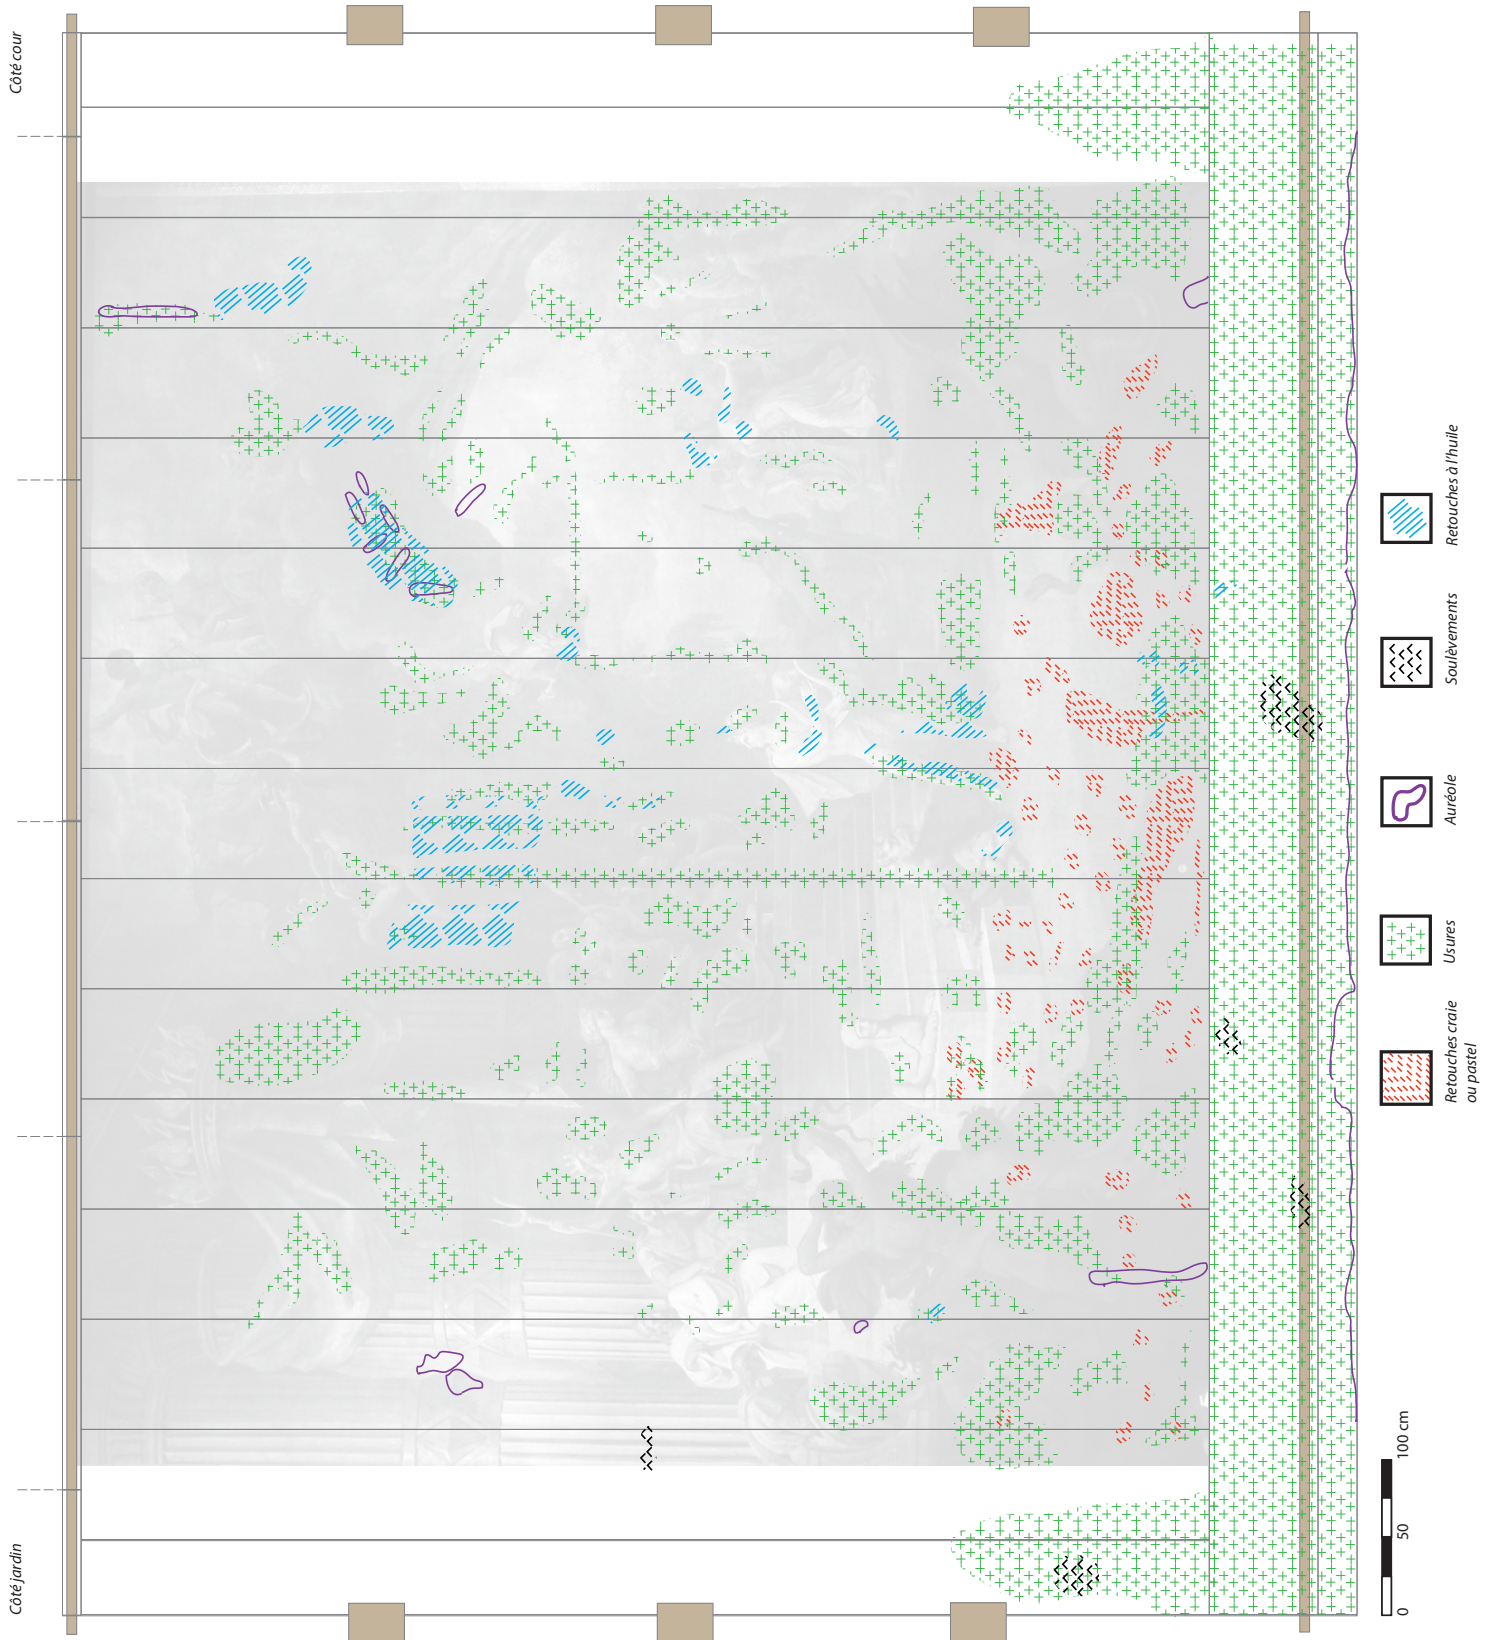 Côté jardin
Côté cour
0
50
100 cm
Retouches craie
ou pastel
Usures
Auréole
Soulèvements
Retouches à l'huile